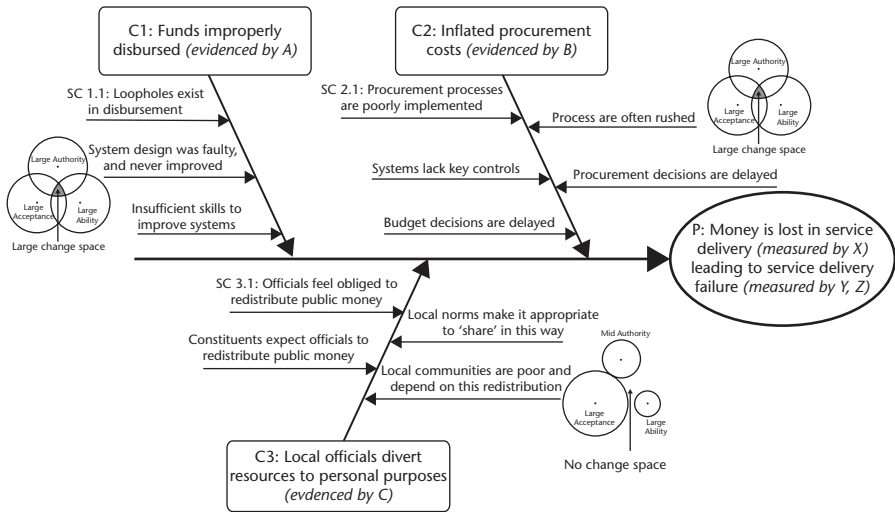 C1: Funds improperly
disbursed (evidenced by A)
C2: Inflated procurement
costs (evidenced by B)
SC 1.1: Loopholes exist
in disbursement
System design was faulty,
and never improved
Insufficient skills to
improve systems
Large Authority
Large
Acceptance
Large
Ability
Large change space
SC 2.1: Procurement processes
are poorly implemented
Process are often rushed
Systems lack key controls
Procurement decisions are delayed
Budget decisions are delayed
Large Authority
Large
Acceptance
Large
Ability
Large change space
P: Money is lost in service
delivery (measured by X)
leading to service delivery
failure (measured by Y, Z)
SC 3.1: Officials feel obliged to
redistribute public money
Local norms make it appropriate
to ‘share’ in this way
Constituents expect officials to
redistribute public money
Local communities are poor and
depend on this redistribution
Mid Authority
Large
Acceptance
Large
Ability
No change space
C3: Local officials divert
resources to personal purposes
(evdenced by C)